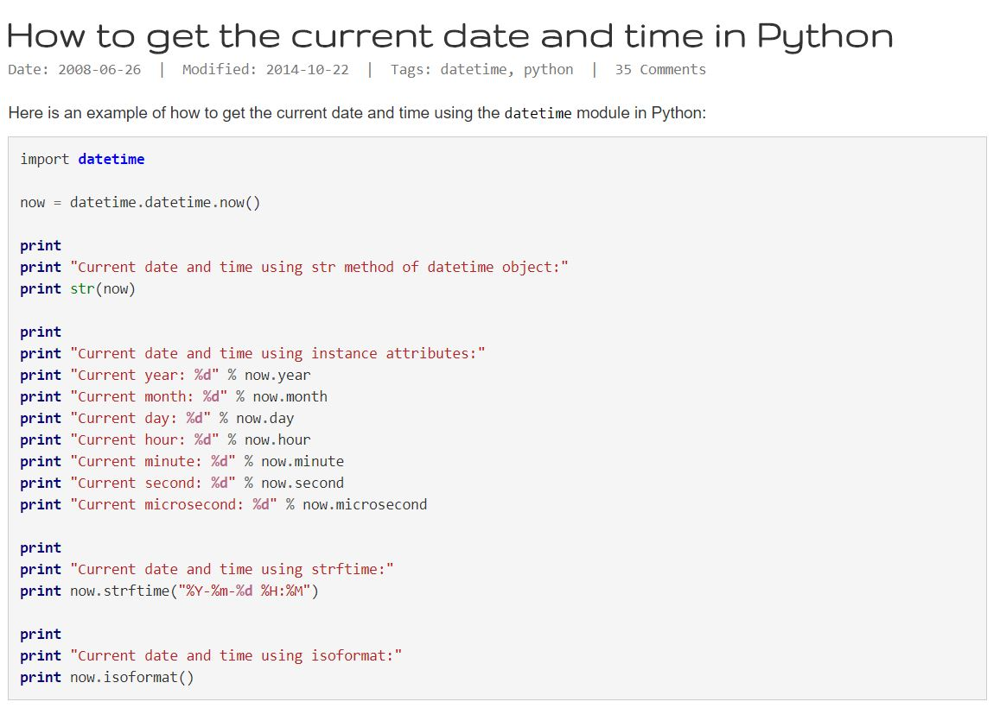 How to get the current date and time in Python
Date: 2008-06-26 | Modified: 2014-10-22 | Tags: datetime, python | 35 Comments
Here is an example of how to get the current date and time using the datetime module in Python:
import datetime
now = datetime.datetime.now()
print
print "Current date and time using str method of datetime object:"
print str(now)
print
print "Current date and time using instance attributes:"
print "Current year: %d" % now.year
print "Current month: %d" % now.month
print "Current day: %d" % now.day
print "Current hour: %d" % now.hour
print "Current minute: %d" % now.minute
print "Current second: %d" % now.second
print "Current microsecond: %d" % now.microsecond
print
print "Current date and time using strftime:"
print now.strftime("%Y-%m-%d %H:%M")
print
print "Current date and time using isoformat:"
print now.isoformat()